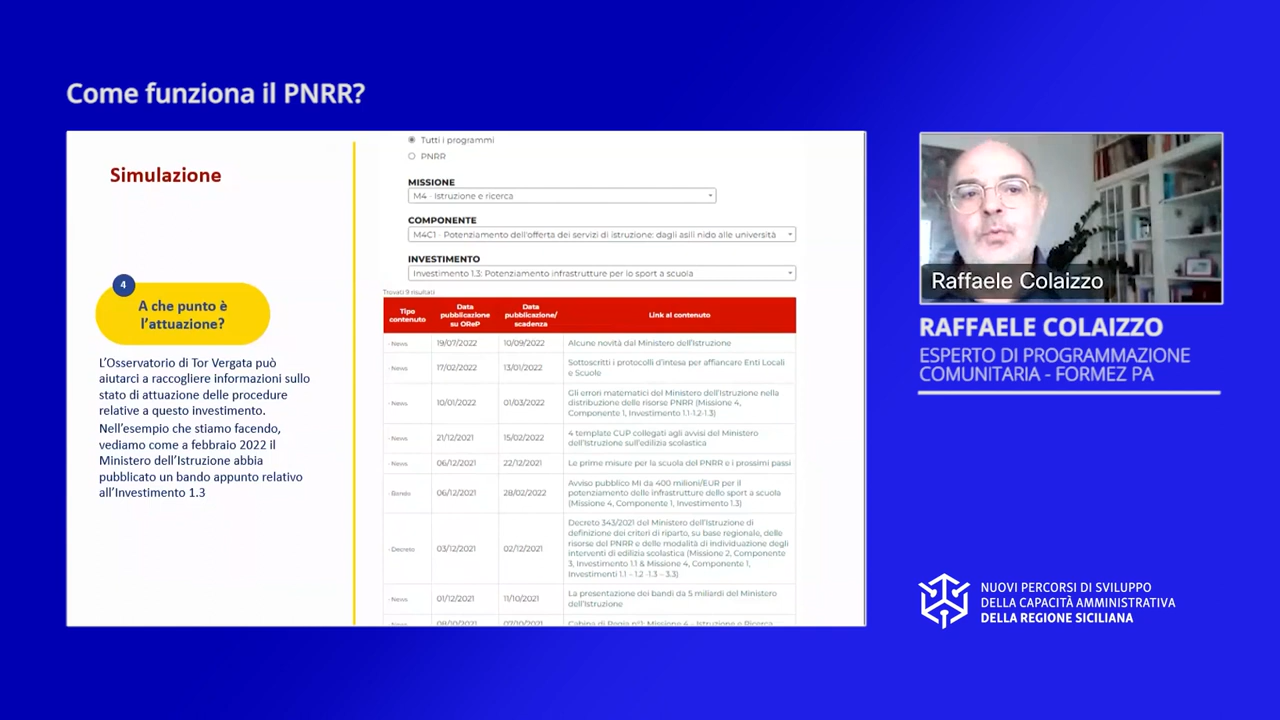 Come funziona il PNRR?
Simulazione
4
A che punto è
l'attuazione?
L'Osservatorio di Tor Vergata può
aiutarci a raccogliere informazioni sullo
stato di attuazione delle procedure
relative a questo investimento.
Nell'esempio che stiamo facendo,
vediamo come a febbraio 2022 il
Ministero dell'Istruzione abbia
pubblicato un bando appunto relativo
all'Investimento 1.3
Tutti i programmi
PNRR
MISSIONE
M4 - Istruzione e ricerca
COMPONENTE
M4C1 - Potenziamento dell'offerta dei servizi di istruzione: dagli asili nido alle università
INVESTIMENTO
Investimento 1.3: Potenziamento infrastrutture per lo sport a scuola
Trovati 9 risultati
Tipo contenuto Data pubblicazione su OReP Data pubblicazione/ scadenza Link al contenuto
- News 19/07/2022 10/09/2022 Alcune novità dal Ministero dell'Istruzione
- News 17/02/2022 13/01/2022 Sottoscritti i protocolli d'intesa per affiancare Enti Locali
e Scuole
- News 10/01/2022 01/03/2022 Gli errori matematici del Ministero dell'Istruzione nella
distribuzione delle risorse PNRR (Missione 4,
Componente 1, Investimenti 1.1-1.2-1.3)
- News 21/12/2021 15/02/2022 4 template CUP collegati agli avvisi del Ministero
dell'Istruzione sull'edilizia scolastica
- News 06/12/2021 22/12/2021 Le prime misure per la scuola del PNRR e i prossimi passi
- Bando 06/12/2021 28/02/2022 Avviso pubblico MI da 400 milioni/EUR per il
potenziamento delle infrastrutture dello sport a scuola
(Missione 4, Componente 1, Investimento 1.3)
- Decreto 03/12/2021 02/12/2021 Decreto 343/2021 del Ministero dell'Istruzione di
definizione dei criteri di riparto, su base regionale, delle
risorse del PNRR e delle modalità di individuazione degli
interventi di edilizia scolastica (Missione 2, Componente
3, Investimento 1.1 & Missione 4, Componente 1,
Investimenti 1.1 – 1.2 -1.3 – 3.3)
- News 01/12/2021 11/10/2021 La presentazione dei bandi da 5 miliardi del Ministero
dell'Istruzione
- News 08/10/2021 07/10/2021 Cabina di Regia n°1: Missione 4 - Istruzione e Ricerca
Raffaele Colaizzo
RAFFAELE COLAIZZO
ESPERTO DI PROGRAMMAZIONE
COMUNITARIA - FORMEZ PA
NUOVI PERCORSI DI SVILUPPO
DELLA CAPACITÀ AMMINISTRATIVA
DELLA REGIONE SICILIANA